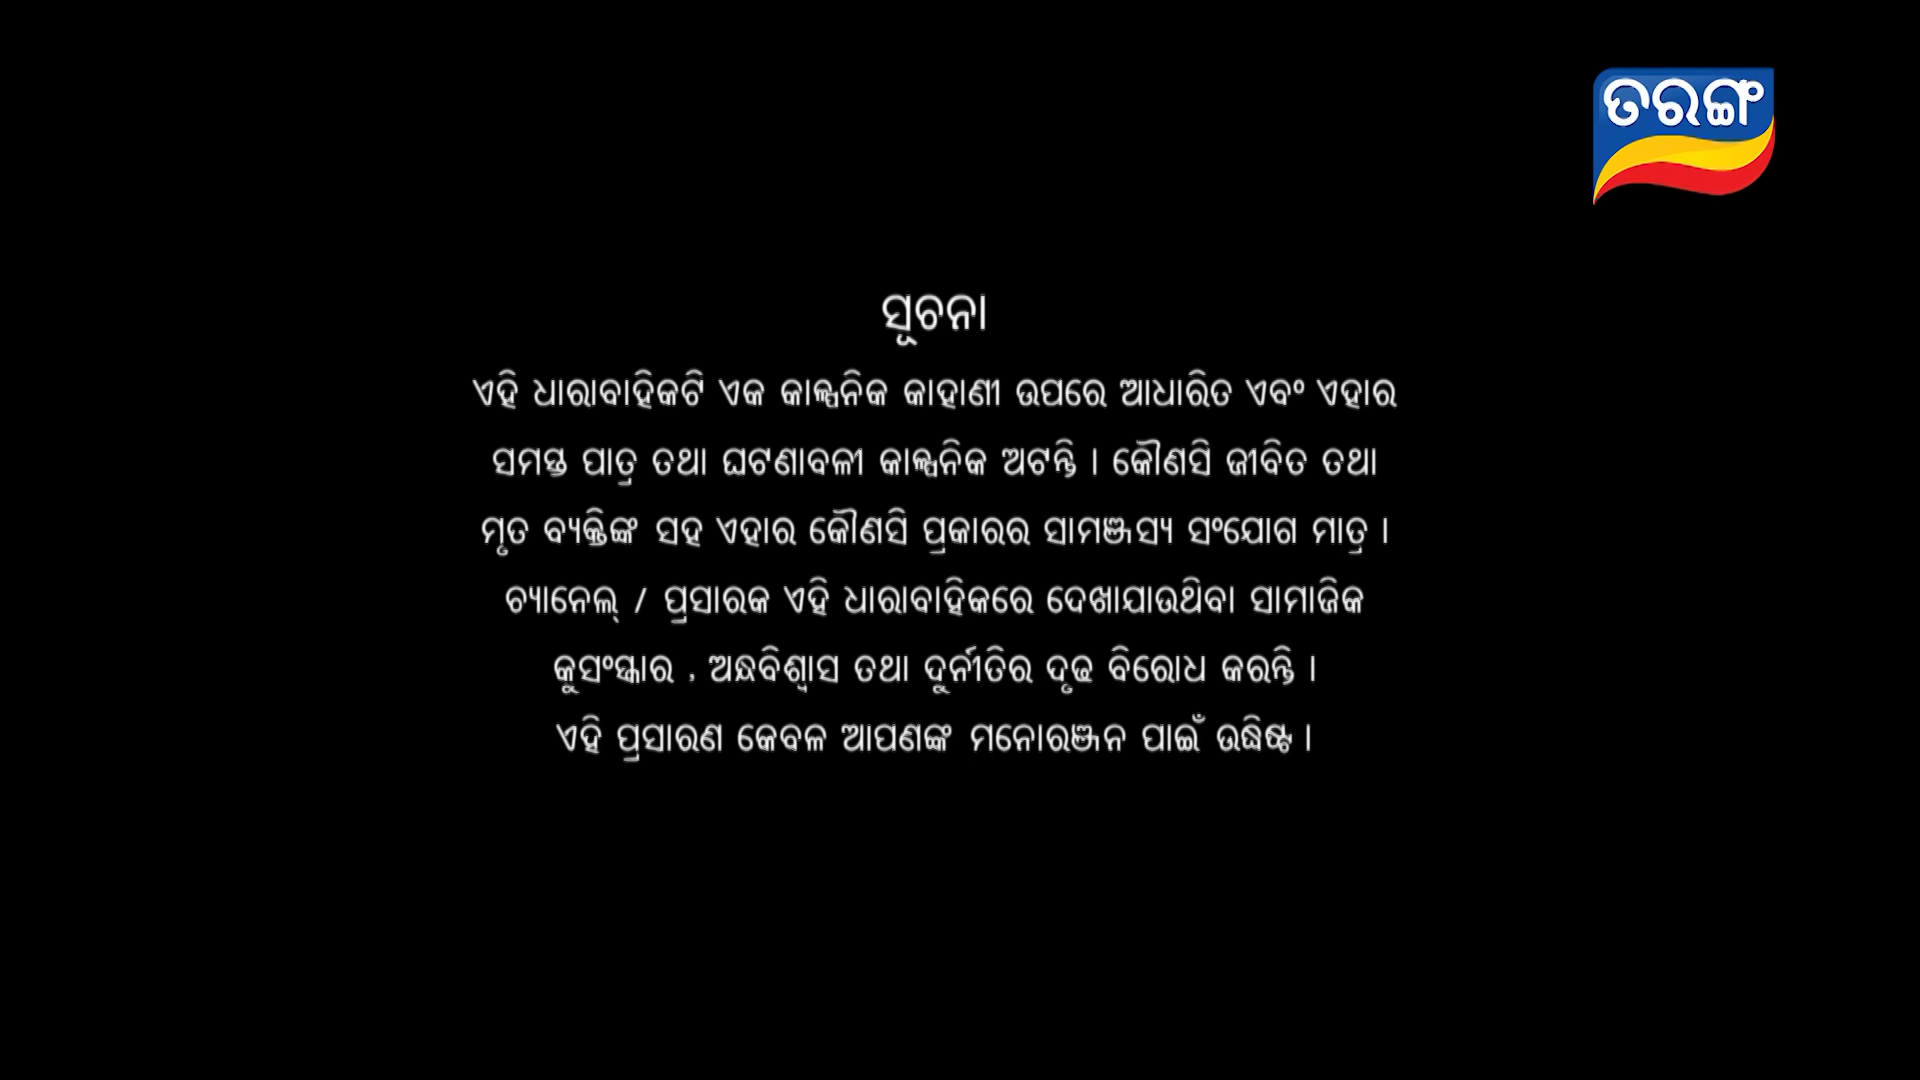 ତରଙ୍ଗ
ସୂଚନା
ଏହି ଧାରାବାହିକଟି ଏକ କାଳ୍ପନିକ କାହାଣୀ ଉପରେ ଆଧାରିତ ଏବଂ ଏହାର
ସମସ୍ତ ପାତ୍ର ତଥା ଘଟଣାବଳୀ କାଳ୍ପନିକ ଅଟନ୍ତି । କୌଣସି ଜୀବିତ ତଥା
ମୃତ ବ୍ୟକ୍ତିଙ୍କ ସହ ଏହାର କୌଣସି ପ୍ରକାରର ସାମଞ୍ଜସ୍ୟ ସଂଯୋଗ ମାତ୍ର ।
ଚ୍ୟାନେଲ୍ / ପ୍ରସାରକ ଏହି ଧାରାବାହିକରେ ଦେଖାଯାଉଥିବା ସାମାଜିକ
କୁସଂସ୍କାର , ଅନ୍ଧବିଶ୍ୱାସ ତଥା ଦୁର୍ନୀତିର ଦୃଢ ବିରୋଧ କରନ୍ତି ।
ଏହି ପ୍ରସାରଣ କେବଳ ଆପଣଙ୍କ ମନୋରଞ୍ଜନ ପାଇଁ ଉଦ୍ଧିଷ୍ଟ ।